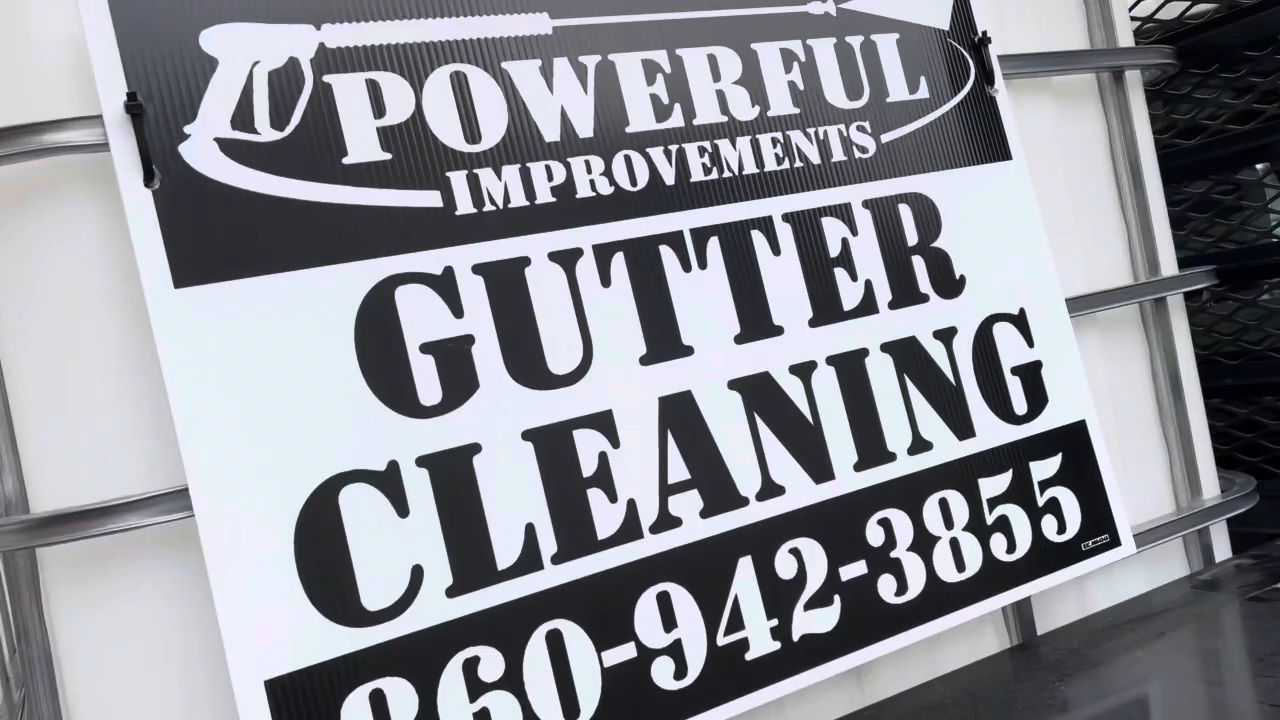 POWERFUL
IMPROVEMENTS
GUTTER
CLEANING
860-942-3855